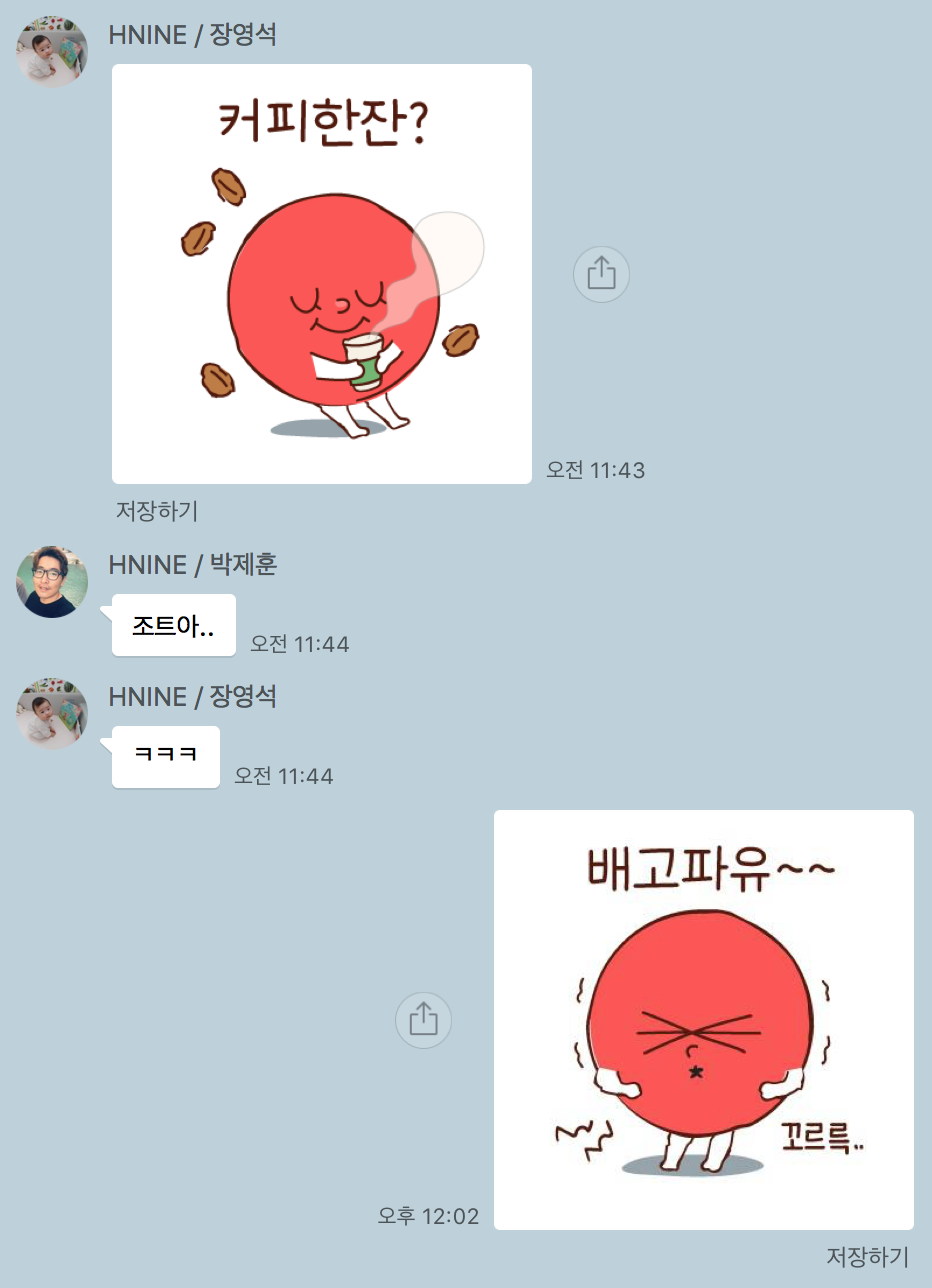 HNINE / 장영석
커피한잔?
오전 11:43
저장하기
HNINE / 박제훈
조트아..
오전 11:44
HNINE / 장영석
ㅋㅋㅋ
오전 11:44
배고파유~~
꼬르륵..
오후 12:02
저장하기